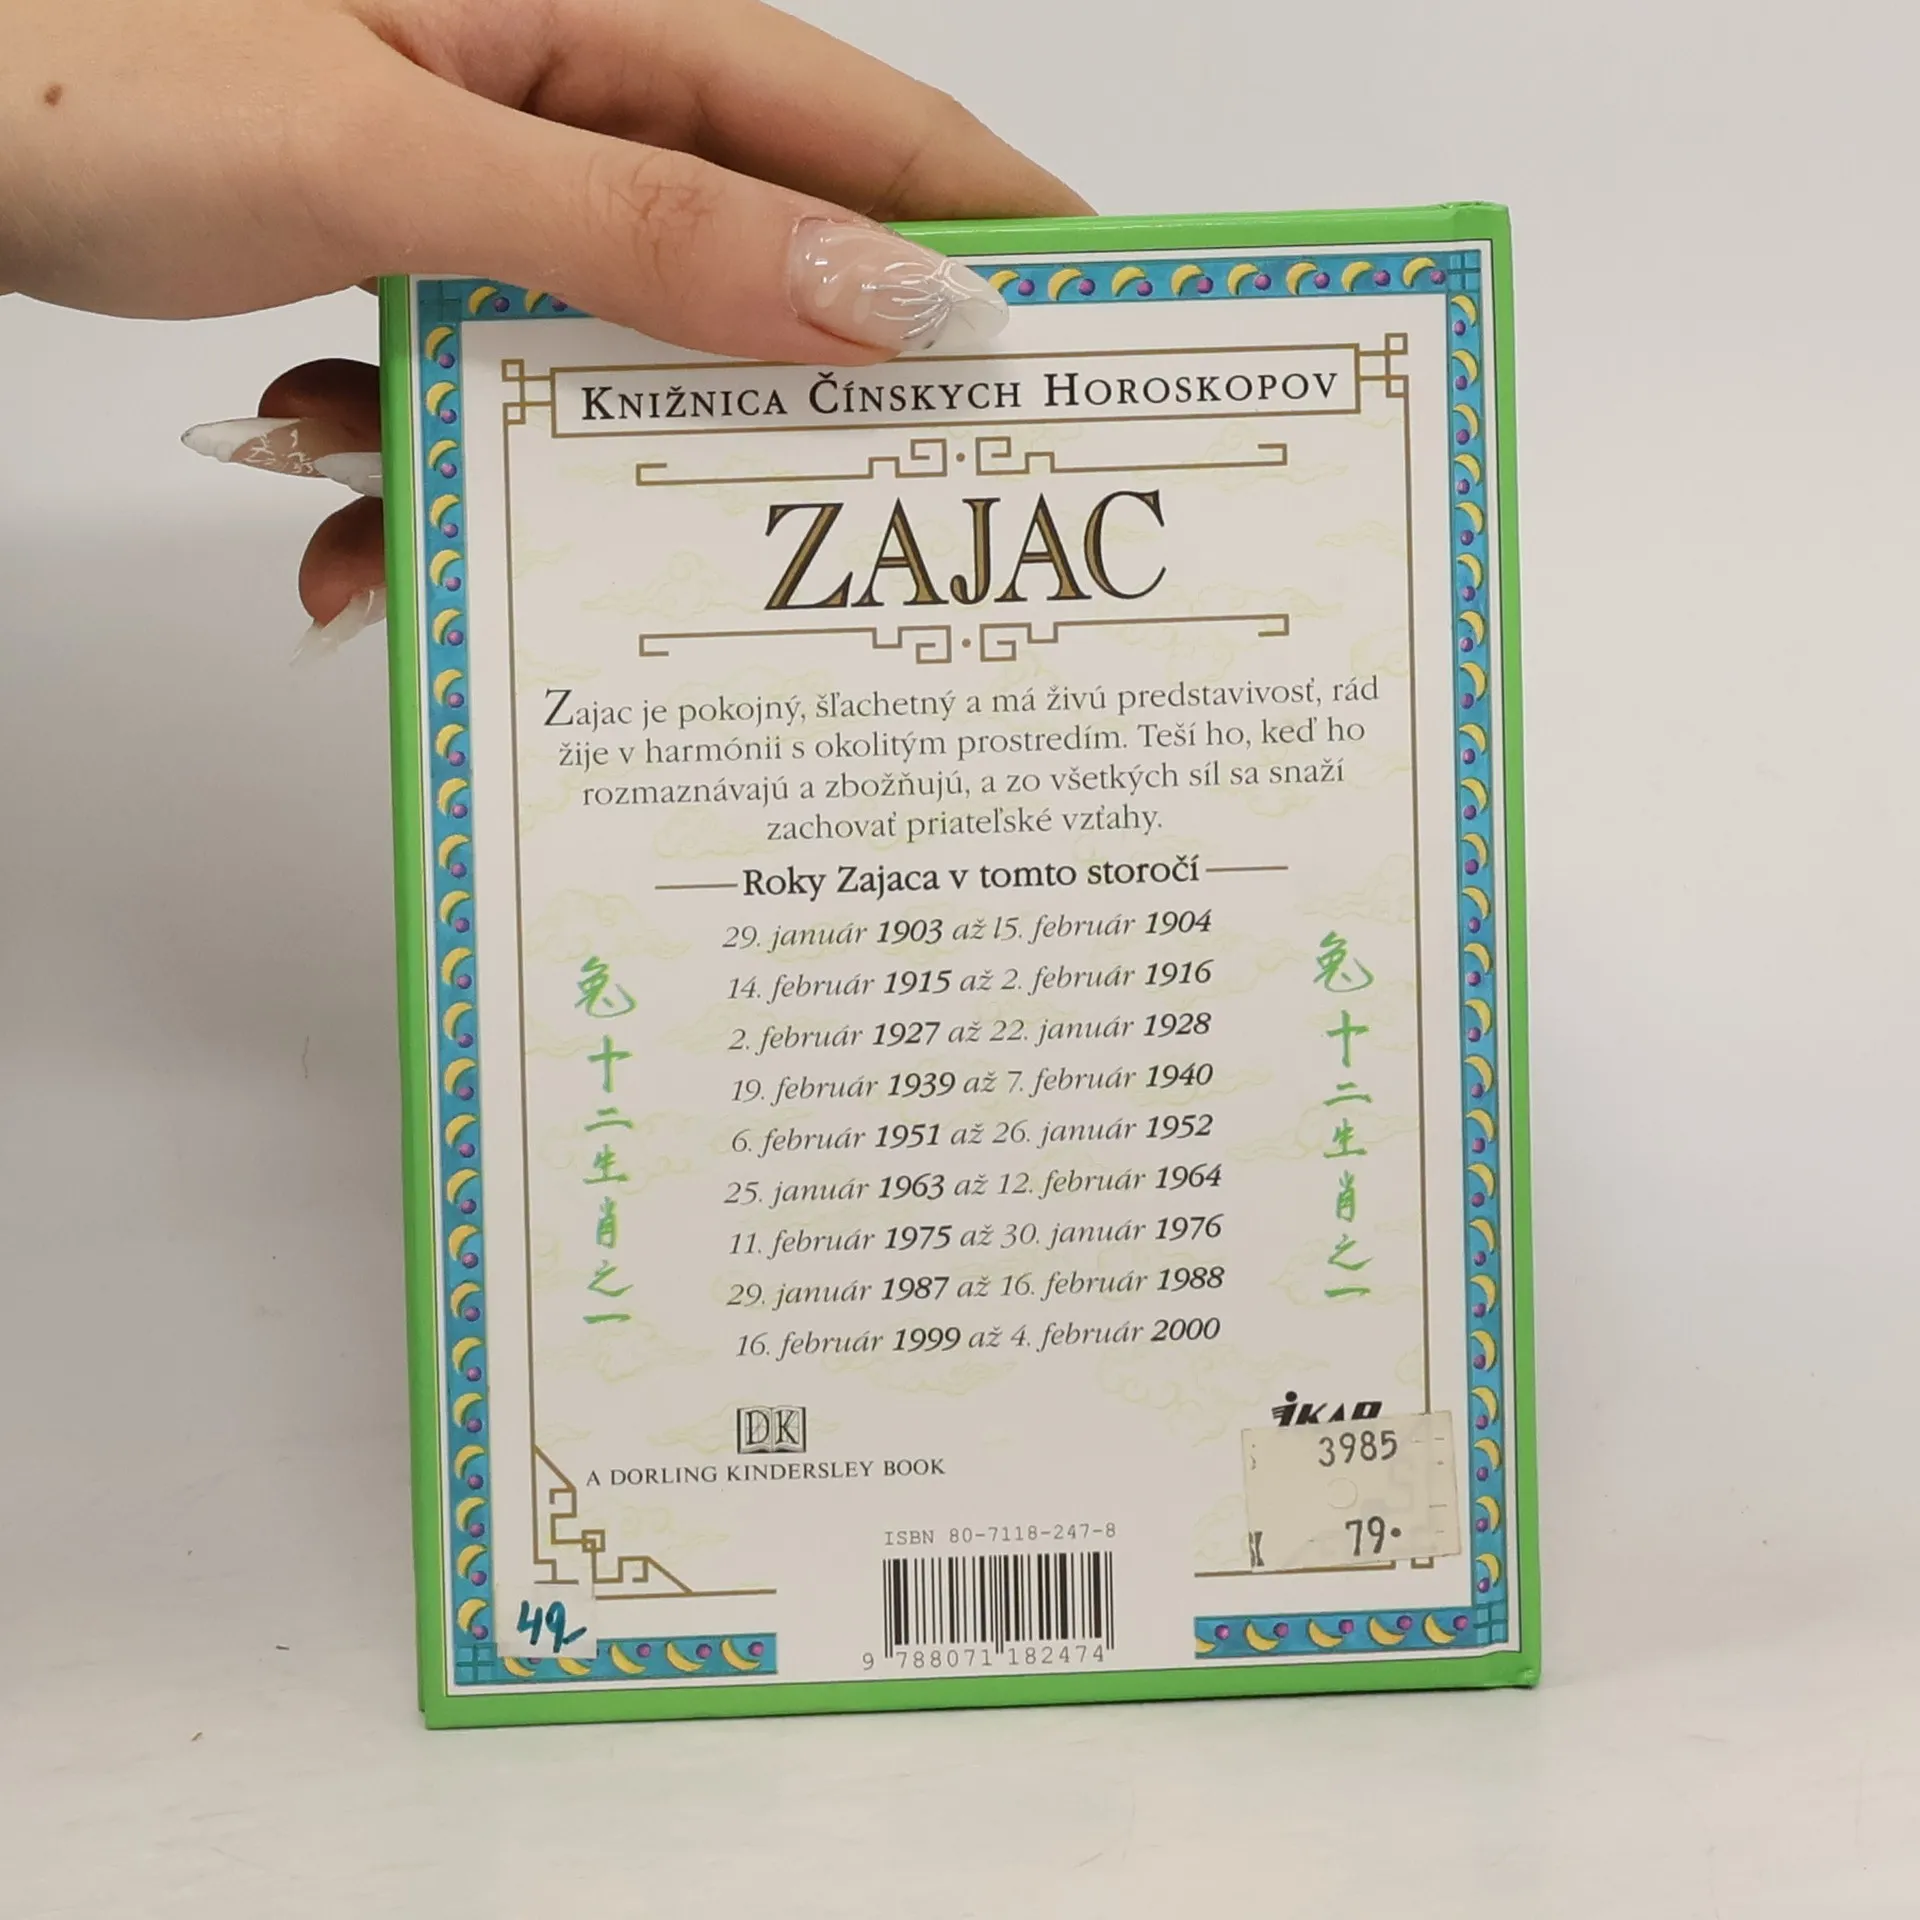 KNIŽNICA ČÍNSKYCH HOROSKOPOV
ZAJAC
Zajac je pokojný, šľachetný a má živú predstavivosť, rád
žije v harmónii s okolitým prostredím. Teší ho, keď ho
rozmaznávajú a zbožňujú, a zo všetkých síl sa snaží
zachovať priateľské vzťahy.
Roky Zajaca v tomto storočí
29. január 1903 až 15. február 1904
14. február 1915 až 2. február 1916
2. február 1927 až 22. január 1928
19. február 1939 až 7. február 1940
6. február 1951 až 26. január 1952
25. január 1963 až 12. február 1964
11. február 1975 až 30. január 1976
29. január 1987 až 16. február 1988
16. február 1999 až 4. február 2000
兔十二生肖之一
兔十二生肖之一
DK
A DORLING KINDERSLEY BOOK
IKAR
3985
79.
ISBN 80-7118-247-8
9 788071 182474
49